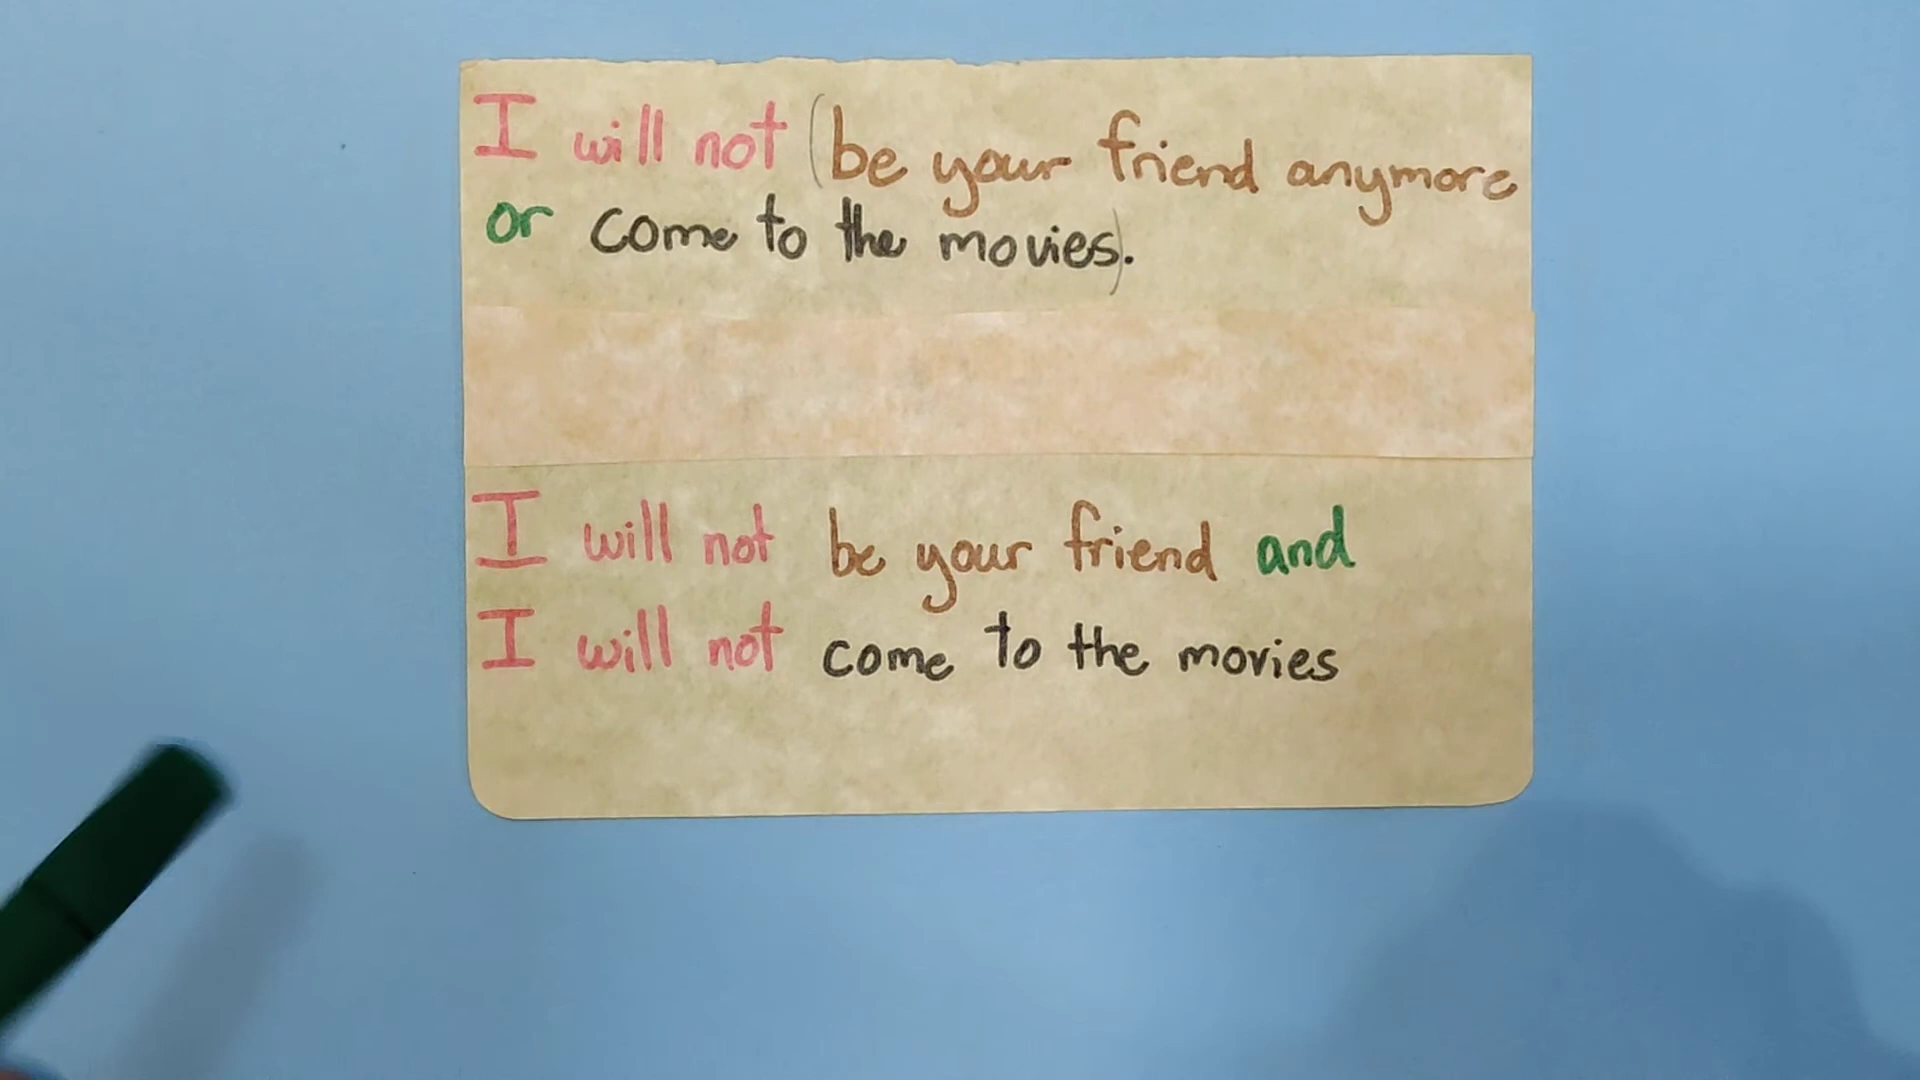 I will not (be your friend anymore
or come to the movies).
I will not be your friend and
I will not come to the movies